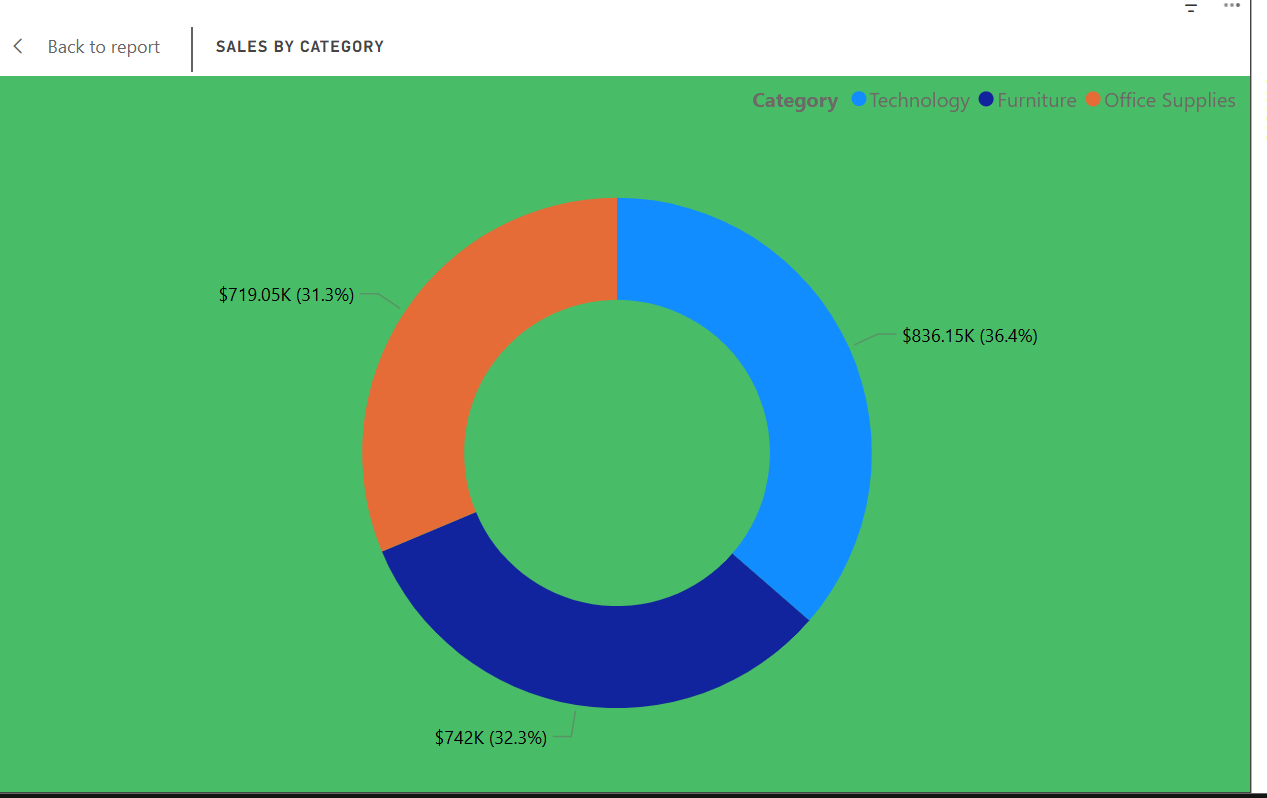 Back to report
SALES BY CATEGORY
Category Technology Furniture Office Supplies
$719.05K (31.3%)
$836.15K (36.4%)
$742K (32.3%)